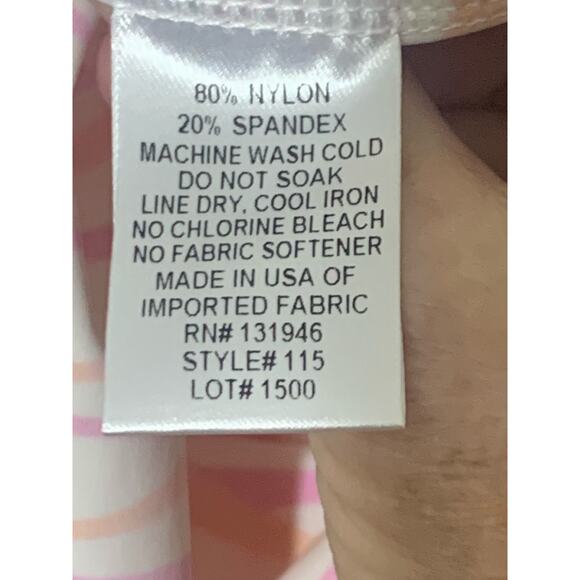 80% NYLON
20% SPANDEX
MACHINE WASH COLD
DO NOT SOAK
LINE DRY, COOL IRON
NO CHLORINE BLEACH
NO FABRIC SOFTENER
MADE IN USA OF
IMPORTED FABRIC
RN# 131946
STYLE# 115
LOT# 1500